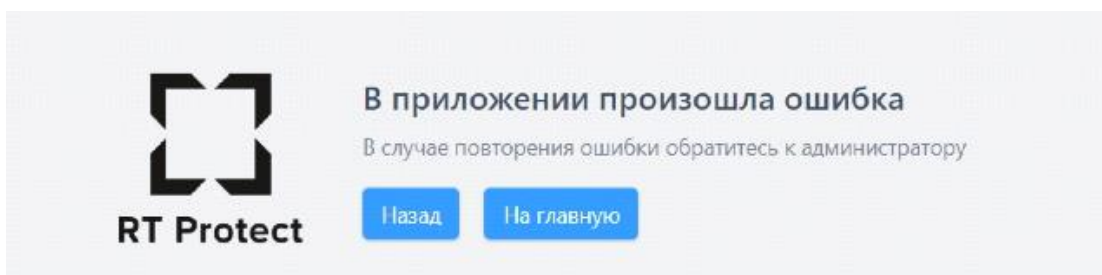 В приложении произошла ошибка
В случае повторения ошибки обратитесь к администратору
Назад На главную
RT Protect